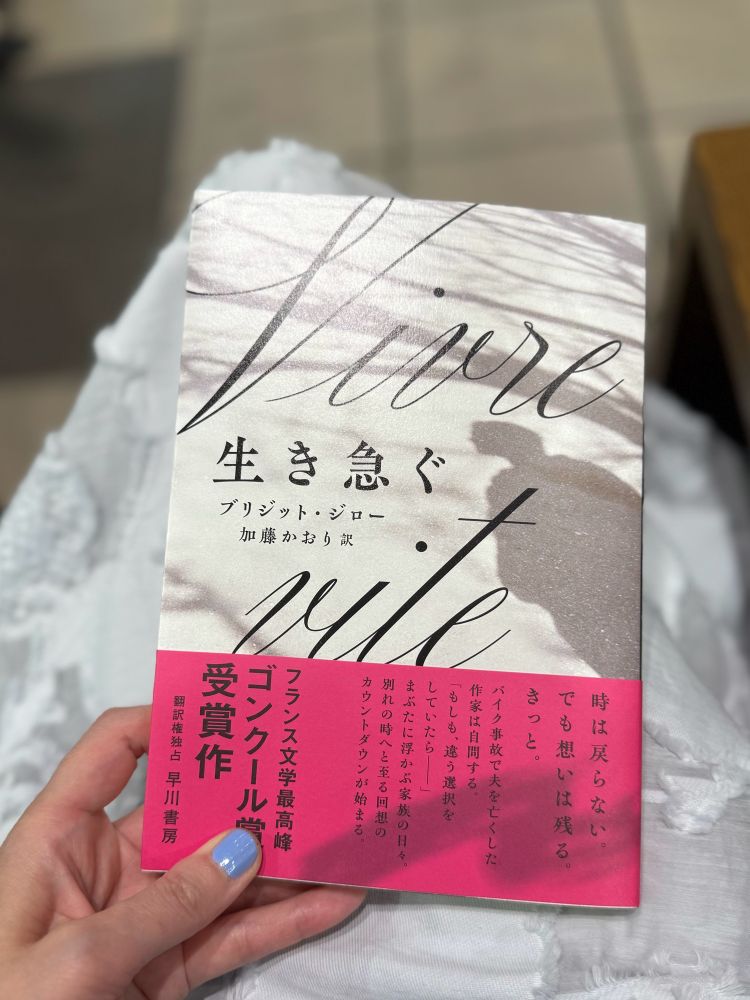 Vivre
生き急ぐ
ブリジット・ジロー
加藤かおり 訳
vite
時は戻らない。
でも想いは残る。
きっと。
バイク事故で夫を亡くした
作家は自問する。
「もしも、違う選択を
していたら——」
まぶたに浮かぶ家族の日々。
別れの時へと至る回想の
カウントダウンが始まる。
フランス文学最高峰
ゴンクール賞
受賞作
翻訳権独占 早川書房